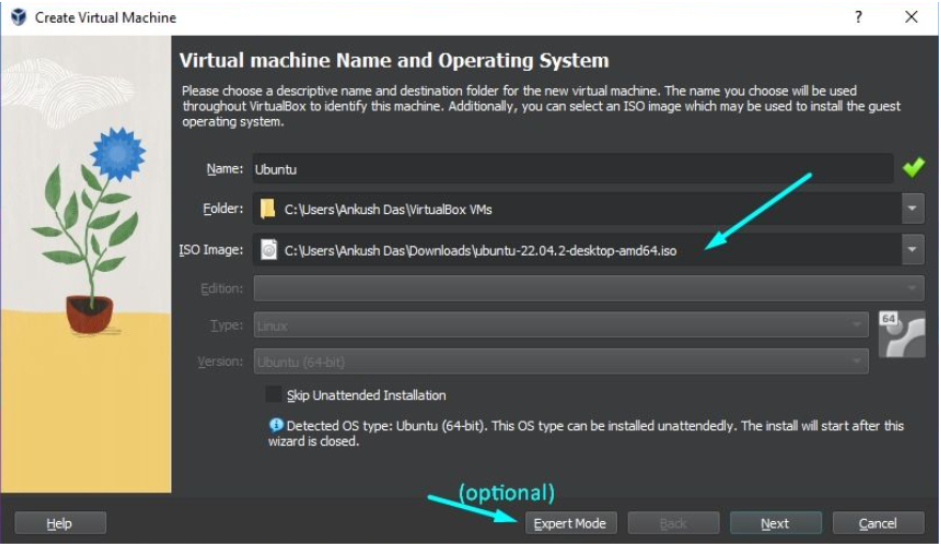 Create Virtual Machine
?
Virtual machine Name and Operating System
Please choose a descriptive name and destination folder for the new virtual machine. The name you choose will be used
throughout VirtualBox to identify this machine. Additionally, you can select an ISO image which may be used to install the guest
operating system.
Name: Ubuntu
Folder: C:\Users\Ankush Das\VirtualBox VMs
ISO Image: C:\Users\Ankush Das\Downloads\ubuntu-22.04.2-desktop-amd64.iso
Edition:
Type: Linux
64
Version: Ubuntu (64-bit)
Skip Unattended Installation
Detected OS type: Ubuntu (64-bit). This OS type can be installed unattendedly. The install will start after this
wizard is closed.
(optional)
Help Expert Mode Back Next Cancel